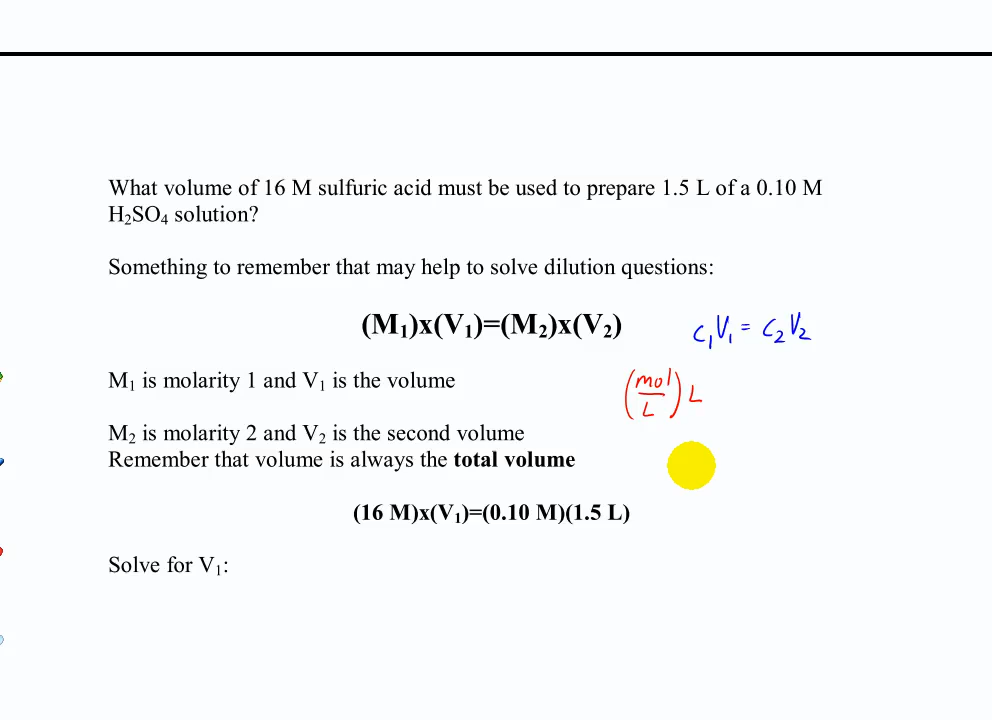 What volume of 16 M sulfuric acid must be used to prepare 1.5 L of a 0.10 M
H₂SO₄ solution?
Something to remember that may help to solve dilution questions:
(M₁)x(V₁)=(M₂)x(V₂)
C₁V₁ = C₂V₂
M₁ is molarity 1 and V₁ is the volume
(mol/L) L
M₂ is molarity 2 and V₂ is the second volume
Remember that volume is always the total volume
(16 M)x(V₁)=(0.10 M)(1.5 L)
Solve for V₁: